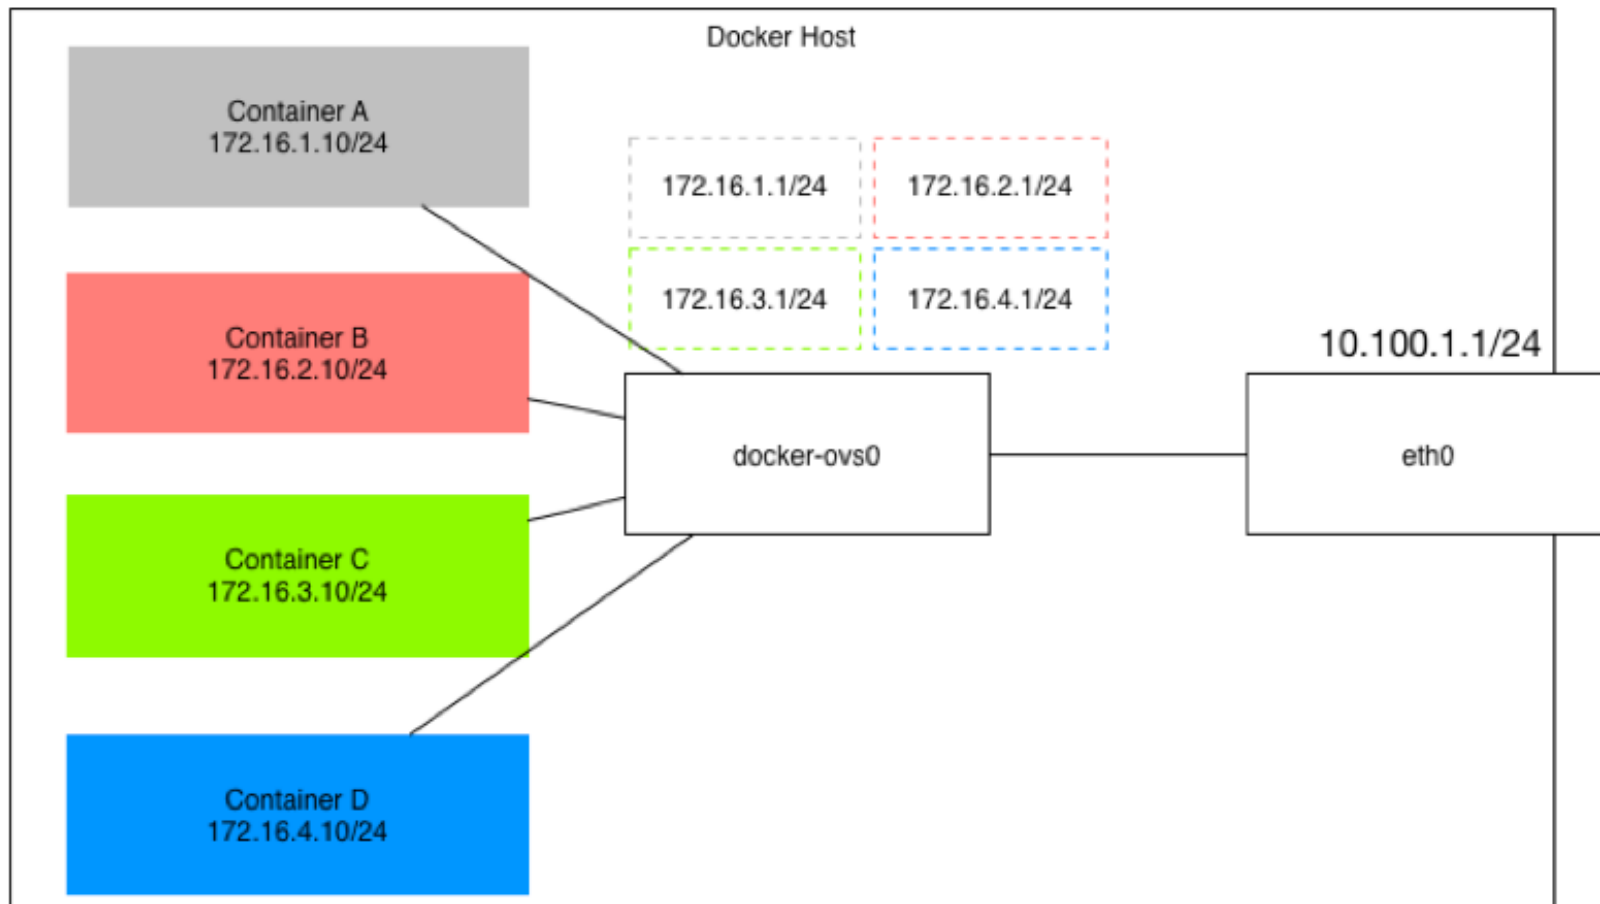 Docker Host
Container A
172.16.1.10/24
172.16.1.1/24
172.16.2.1/24
172.16.3.1/24
172.16.4.1/24
Container B
172.16.2.10/24
10.100.1.1/24
docker-ovs0
eth0
Container C
172.16.3.10/24
Container D
172.16.4.10/24